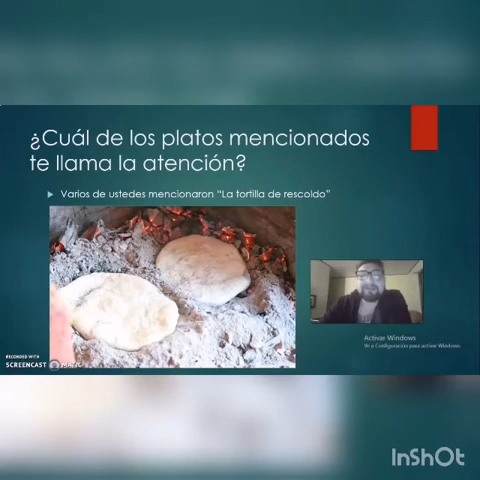 ¿Cuál de los platos mencionados
te llama la atención?
Varios de ustedes mencionaron “La tortilla de rescoldo”
Activar Windows
Ve a Configuración para activar Windows.
RECORDED WITH
SCREENCAST MATIC
InShOt